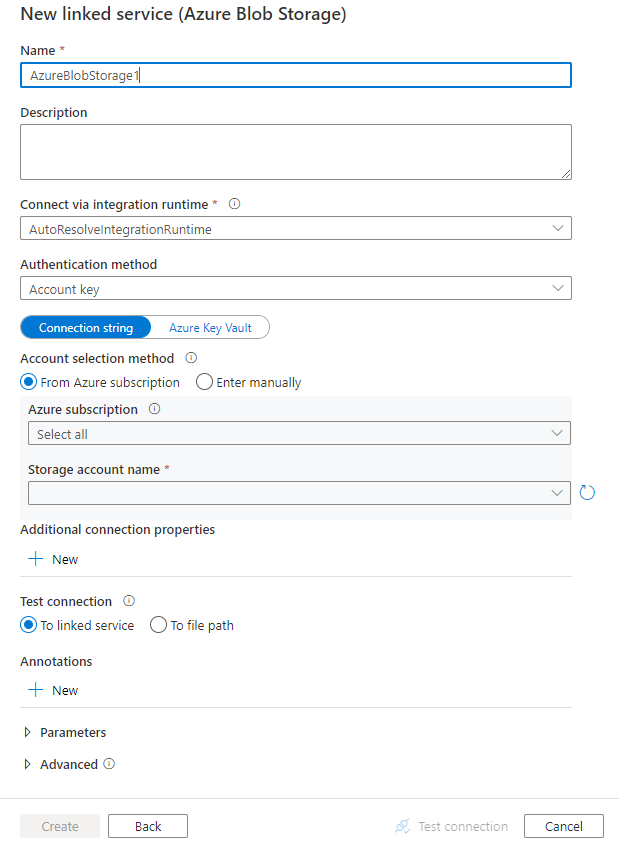 New linked service (Azure Blob Storage)
Name *
AzureBlobStorage1
Description
Connect via integration runtime *
AutoResolveIntegrationRuntime
Authentication method
Account key
Connection string Azure Key Vault
Account selection method
From Azure subscription Enter manually
Azure subscription
Select all
Storage account name *
Additional connection properties
New
Test connection
To linked service To file path
Annotations
New
Parameters
Advanced
Create Back Test connection Cancel